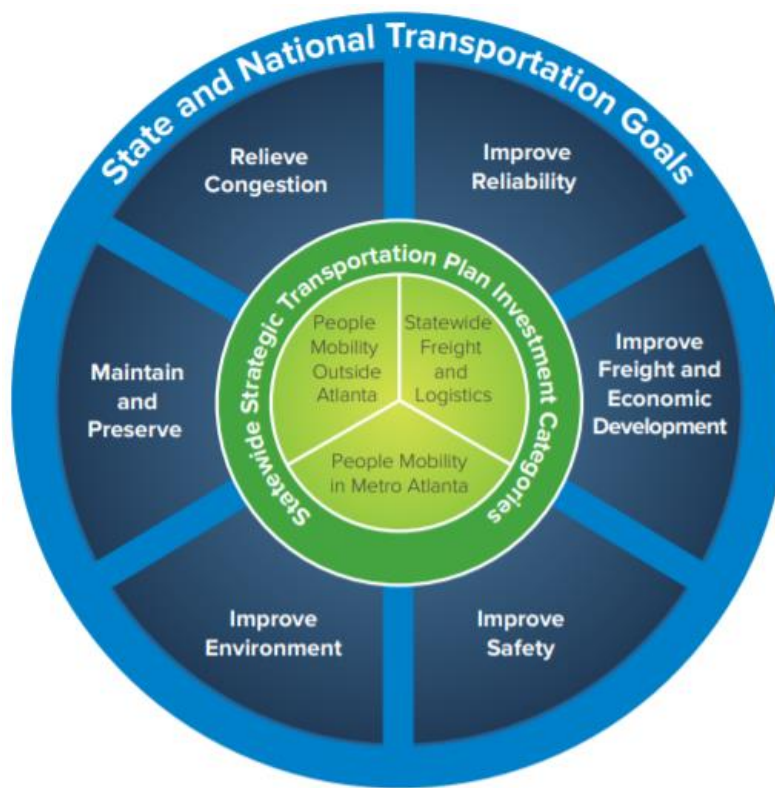 State and National Transportation Goals
Relieve
Congestion
Improve
Reliability
Maintain
and
Preserve
Improve
Freight and
Economic
Development
Improve
Environment
Improve
Safety
Statewide Strategic Transportation Plan Investment Categories
People
Mobility
Outside
Atlanta
Statewide
Freight
and
Logistics
People Mobility
in Metro Atlanta